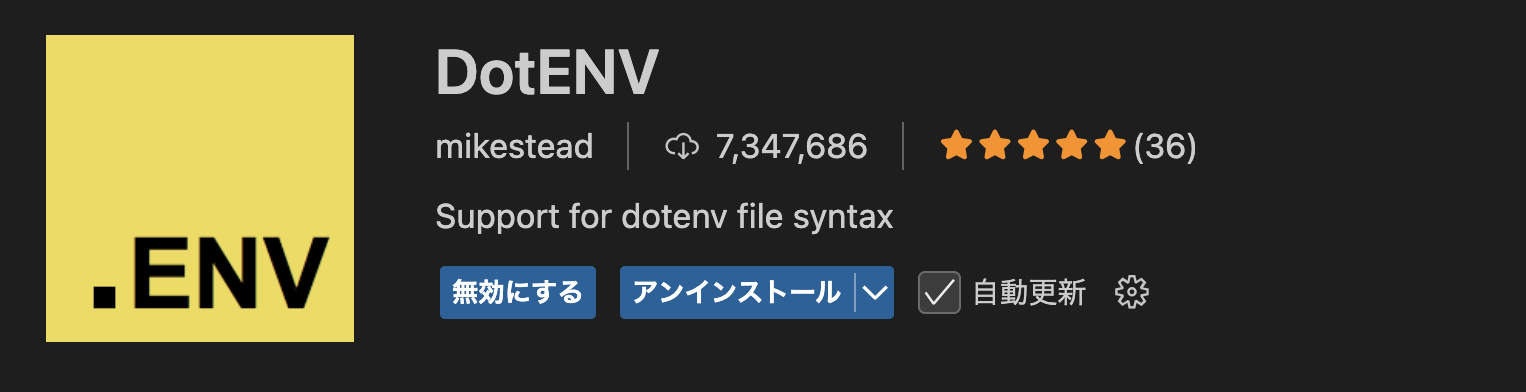 .ENV
DotENV
mikestead 7,347,686 (36)
Support for dotenv file syntax
無効にする アンインストール 自動更新